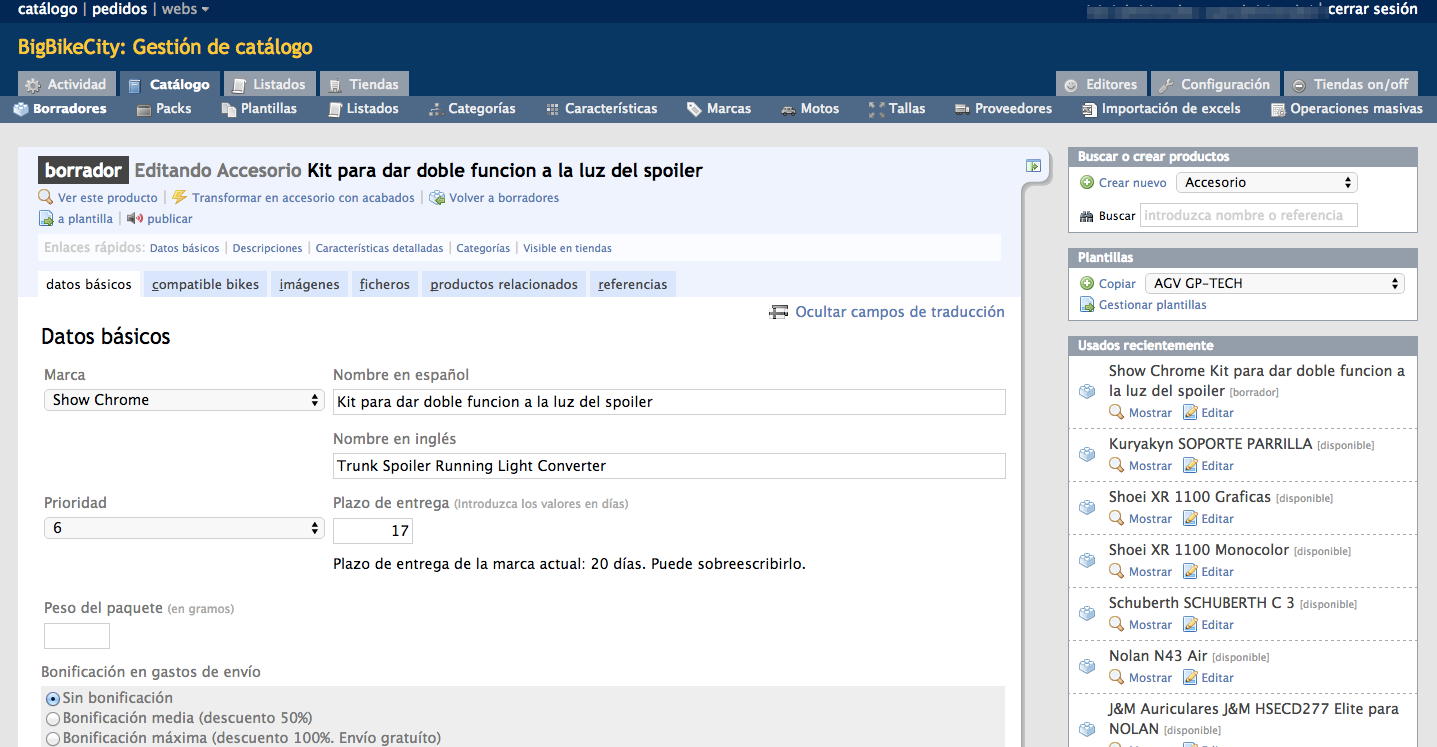 catálogo | pedidos | webs
cerrar sesión
BigBikeCity: Gestión de catálogo
Actividad Catálogo Listados Tiendas Editores Configuración Tiendas on/off
Borradores Packs Plantillas Listados Categorías Características Marcas Motos Tallas Proveedores Importación de excels Operaciones masivas
borrador Editando Accesorio Kit para dar doble funcion a la luz del spoiler
Ver este producto | Transformar en accesorio con acabados | Volver a borradores
a plantilla | publicar
Enlaces rápidos: Datos básicos | Descripciones | Características detalladas | Categorías | Visible en tiendas
datos básicos compatible bikes imágenes ficheros productos relacionados referencias
Ocultar campos de traducción
Datos básicos
Marca
Show Chrome
Nombre en español
Kit para dar doble funcion a la luz del spoiler
Nombre en inglés
Trunk Spoiler Running Light Converter
Prioridad
6
Plazo de entrega (Introduzca los valores en días)
17
Plazo de entrega de la marca actual: 20 días. Puede sobreescribirlo.
Peso del paquete (en gramos)
Bonificación en gastos de envío
Sin bonificación
Bonificación media (descuento 50%)
Bonificación máxima (descuento 100%. Envío gratuíto)
Buscar o crear productos
Crear nuevo Accesorio
Buscar introduzca nombre o referencia
Plantillas
Copiar AGV GP-TECH
Gestionar plantillas
Usados recientemente
Show Chrome Kit para dar doble funcion a
la luz del spoiler [borrador]
Mostrar Editar
Kuryakyn SOPORTE PARRILLA [disponible]
Mostrar Editar
Shoei XR 1100 Graficas [disponible]
Mostrar Editar
Shoei XR 1100 Monocolor [disponible]
Mostrar Editar
Schuberth SCHUBERTH C 3 [disponible]
Mostrar Editar
Nolan N43 Air [disponible]
Mostrar Editar
J&M Auriculares J&M HSECD277 Elite para
NOLAN [disponible]